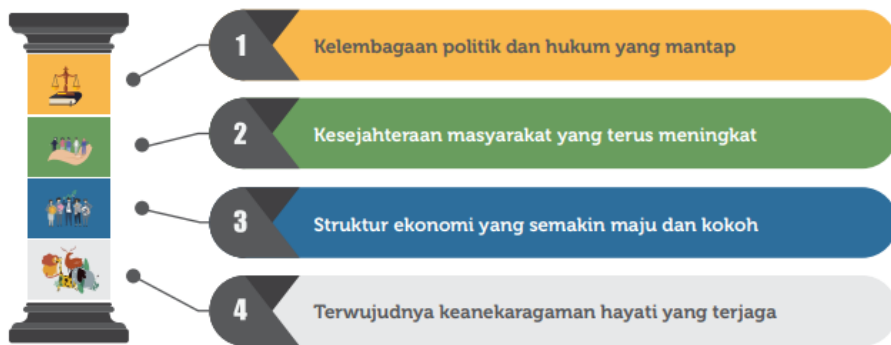 1
Kelembagaan politik dan hukum yang mantap
2
Kesejahteraan masyarakat yang terus meningkat
3
Struktur ekonomi yang semakin maju dan kokoh
4
Terwujudnya keanekaragaman hayati yang terjaga